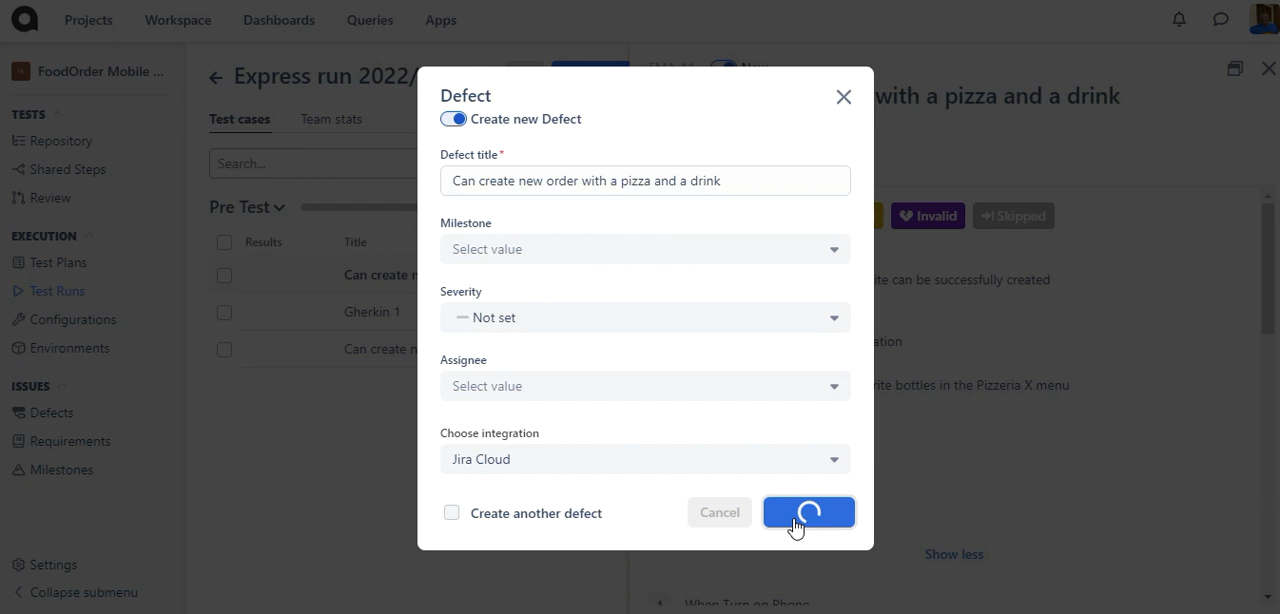 Projects
Workspace
Dashboards
Queries
Apps
FoodOrder Mobile ...
TESTS
Repository
Shared Steps
Review
EXECUTION
Test Plans
Test Runs
Configurations
Environments
ISSUES
Defects
Requirements
Milestones
Settings
Collapse submenu
Express run 2022/
Test cases
Team stats
Search...
Pre Test
Results
Title
Can create
Gherkin 1
Can create
Defect
Create new Defect
Defect title*
Can create new order with a pizza and a drink
Milestone
Select value
Severity
Not set
Assignee
Select value
Choose integration
Jira Cloud
Create another defect
Cancel
New
with a pizza and a drink
Invalid
Skipped
can be successfully created
bottles in the Pizzeria X menu
Show less
1 When Turn on Phone